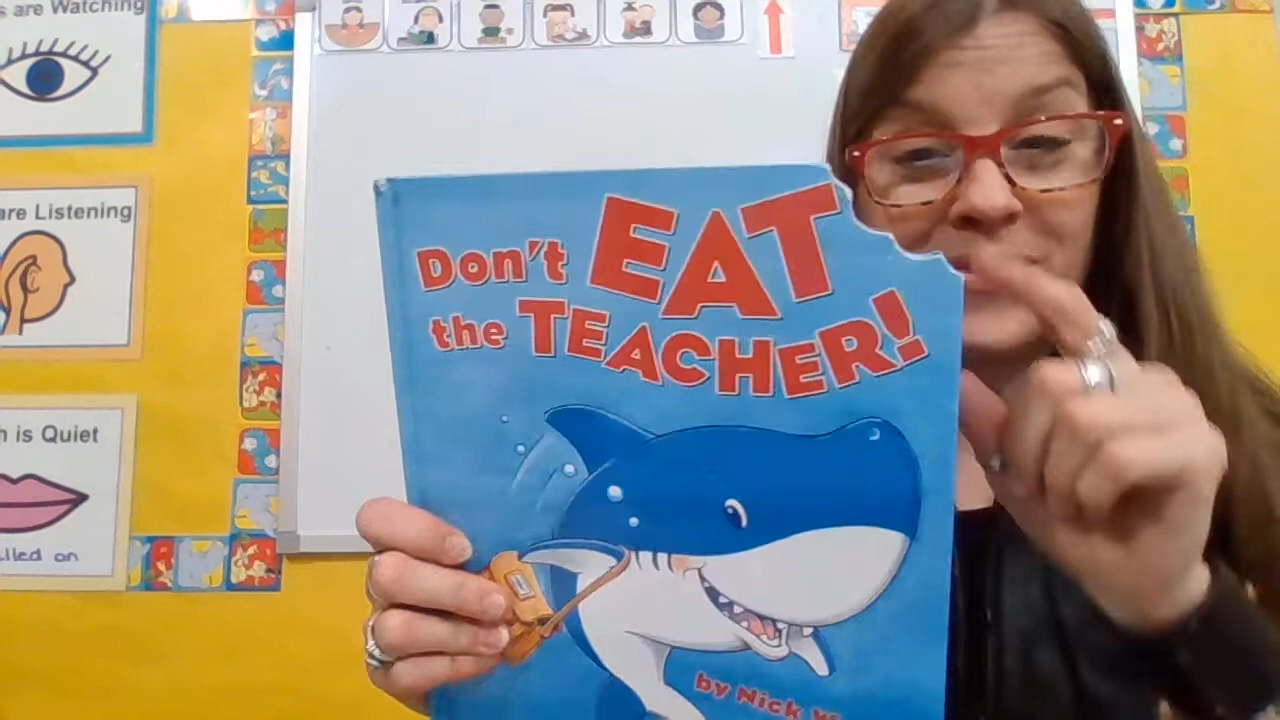 s are Watching
are Listening
h is Quiet
lled on
Don't EAT
the TEACHER!
by Nick